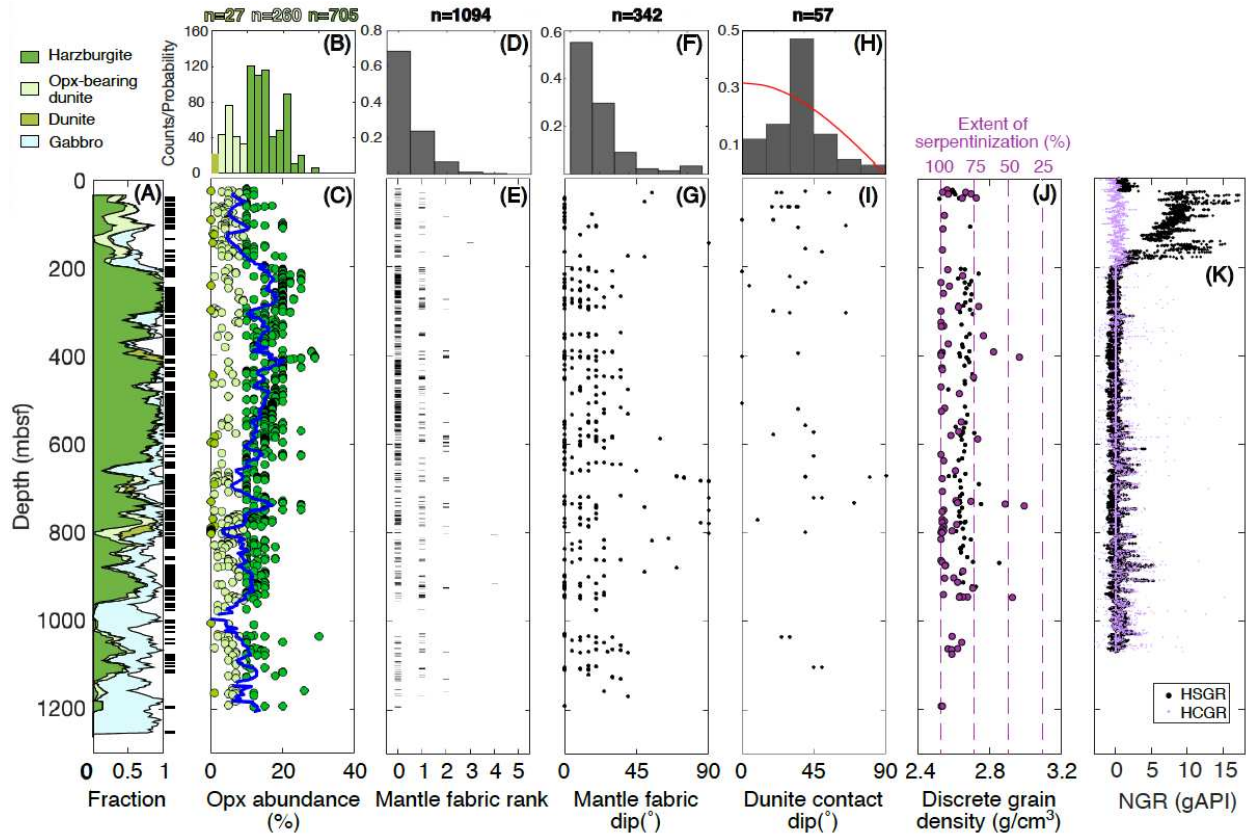 n=27 n=260 n=705
n=1094
n=342
n=57
Harzburgite
Opx-bearing
dunite
Dunite
Gabbro
Counts/Probability
160
120
80
40
0
(B)
0.8
0.6
0.4
0.2
0
(D)
0.6
0.4
0.2
(F)
0.5
0.3
0.1
0
(H)
Extent of
serpentinization (%)
100 75 50 25
Depth (mbsf)
0
200
400
600
800
1000
1200
(A)
(C)
(E)
(G)
(I)
(J)
(K)
HSGR
HCGR
0 0.5 1
Fraction
0 20 40
Opx abundance
(%)
0 1 2 3 4 5
Mantle fabric rank
0 45 90
Mantle fabric
dip(°)
0 45 90
Dunite contact
dip(°)
2.4 2.8 3.2
Discrete grain
density (g/cm³)
0 5 10 15
NGR (gAPI)